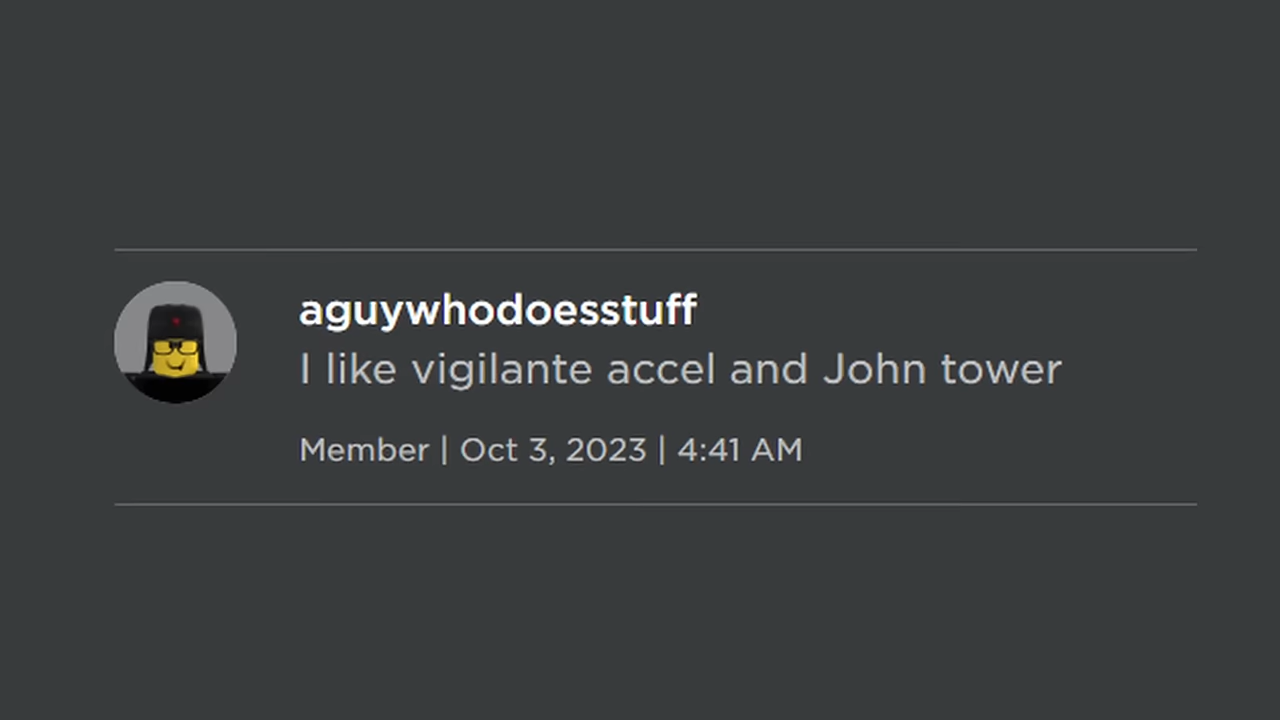 aguywhodoesstuff
I like vigilante accel and John tower
Member | Oct 3, 2023 | 4:41 AM